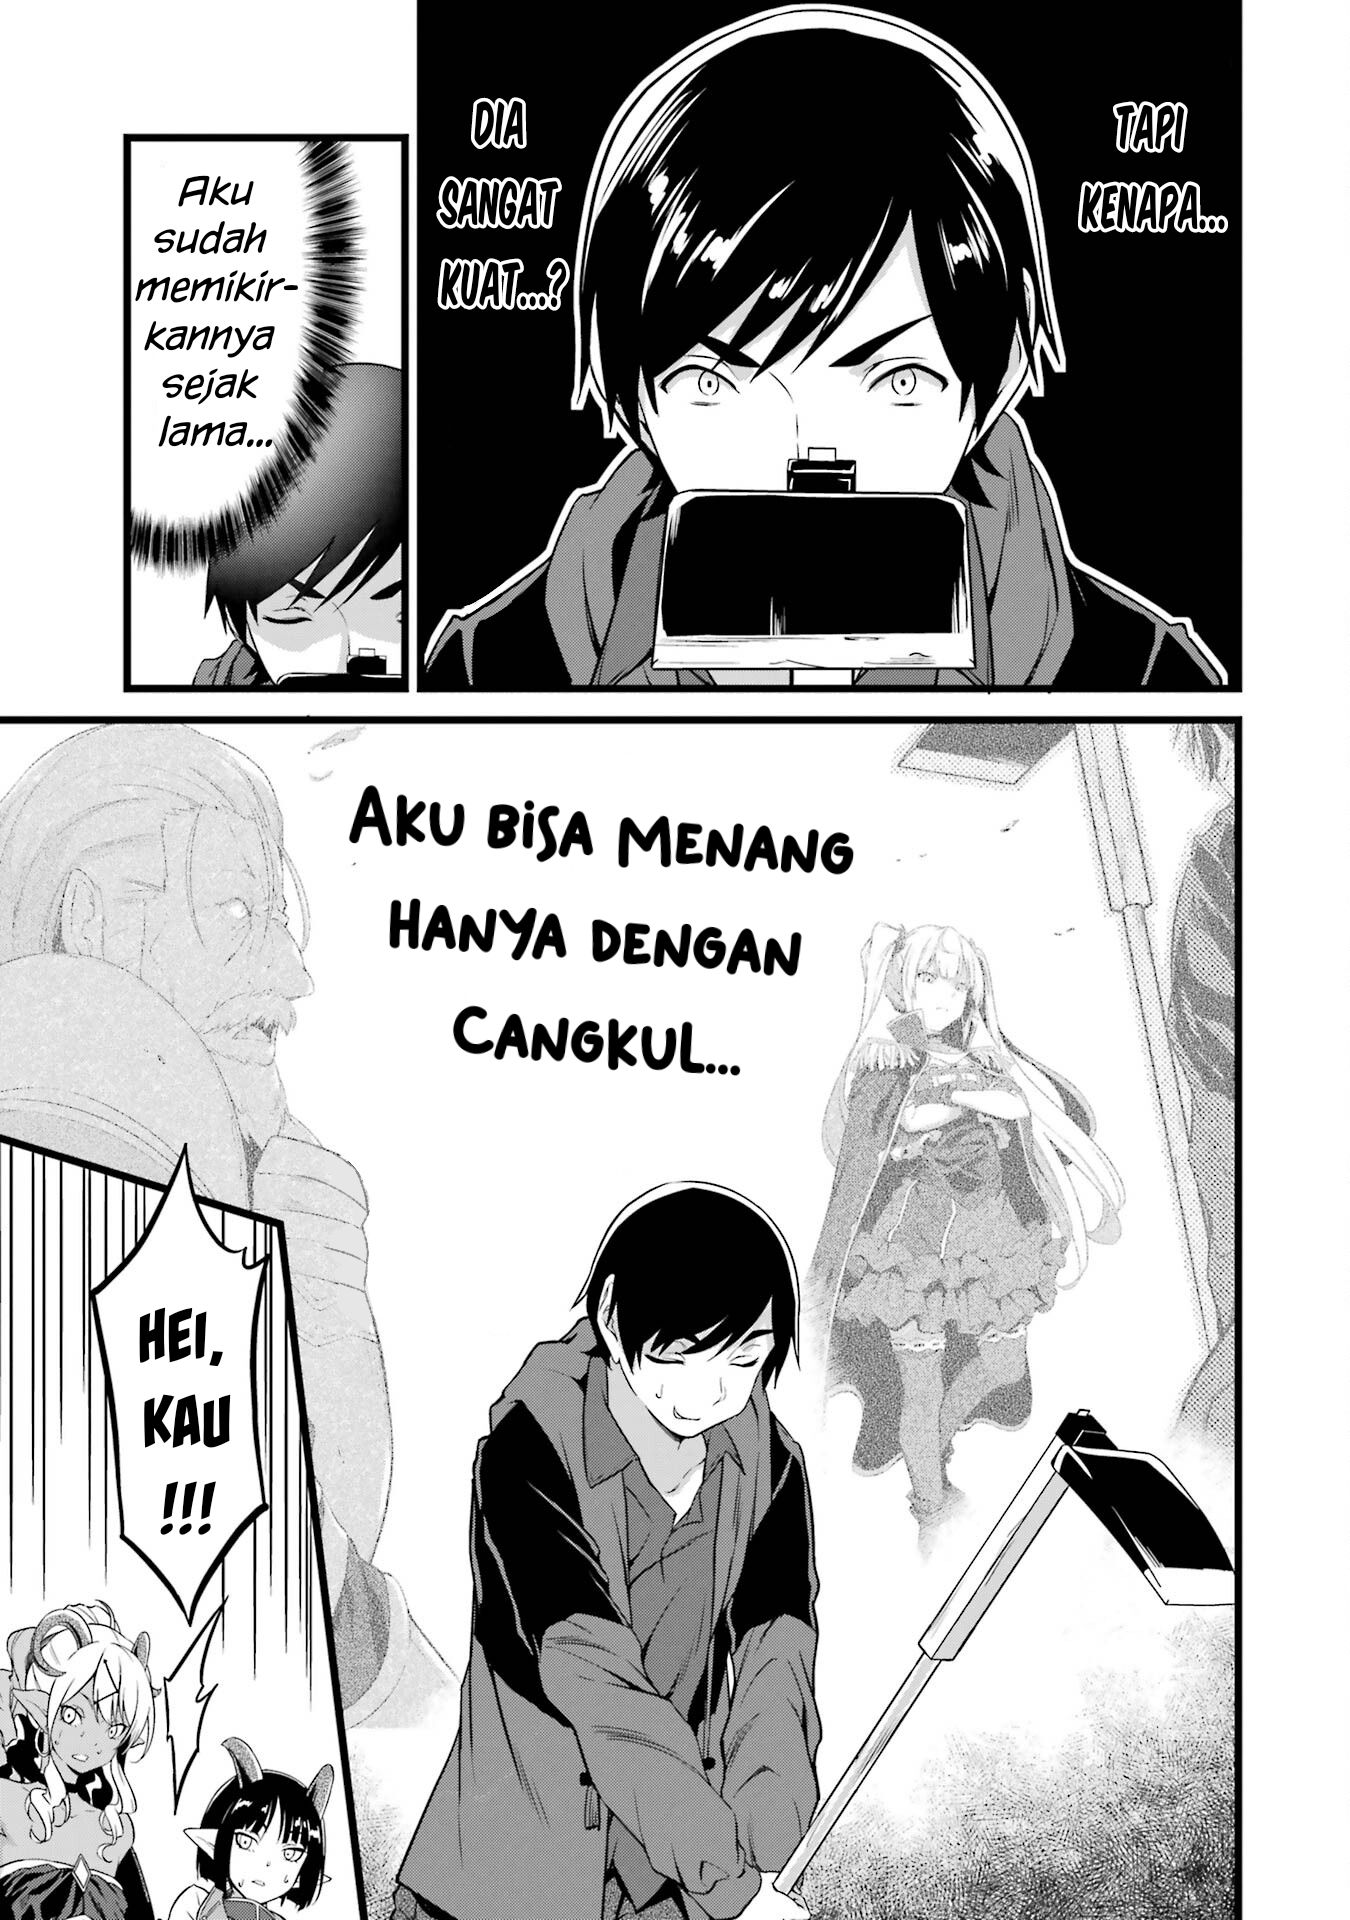 TAPI
KENAPA...
DIA
SANGAT
KUAT...?
Aku
sudah
memikir-
kannya
sejak
lama...
AKU BISA MENANG
HANYA DENGAN
CANGKUL...
HEI,
KAU
!!!